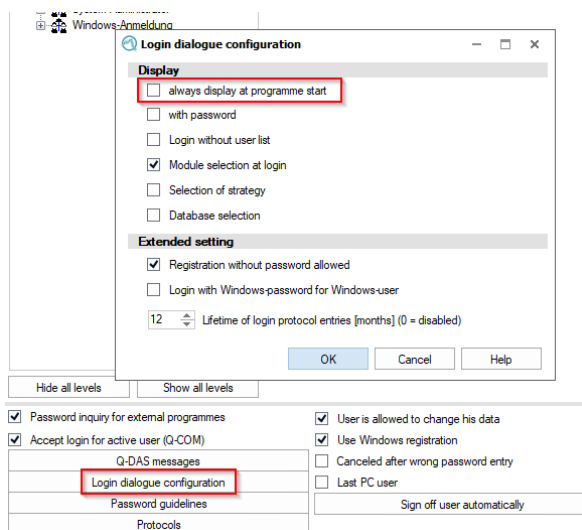 System-Administrator
Windows-Anmeldung
Login dialogue configuration
Display
always display at programme start
with password
Login without user list
Module selection at login
Selection of strategy
Database selection
Extended setting
Registration without password allowed
Login with Windows-password for Windows-user
12 Lifetime of login protocol entries [months] (0 = disabled)
OK Cancel Help
Hide all levels Show all levels
Password inquiry for external programmes User is allowed to change his data
Accept login for active user (Q-COM) Use Windows registration
Q-DAS messages Canceled after wrong password entry
Login dialogue configuration Last PC user
Password guidelines Sign off user automatically
Protocols